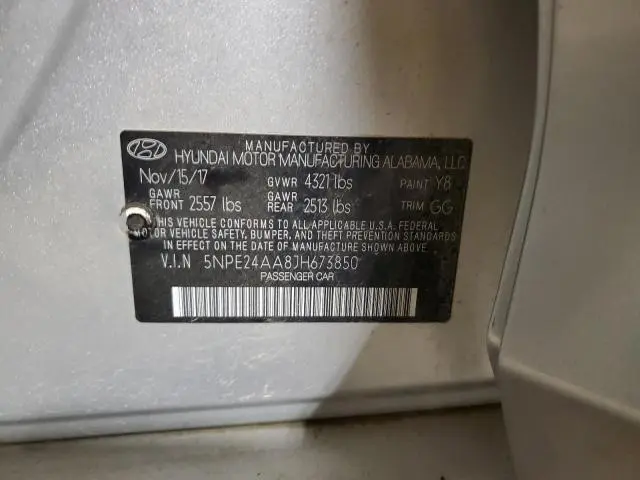 MANUFACTURED BY
HYUNDAI MOTOR MANUFACTURING ALABAMA, LLC
Nov/15/17 GVWR 4321 lbs PAINT Y8
GAWR FRONT 2557 lbs GAWR REAR 2513 lbs TRIM GG
THIS VEHICLE CONFORMS TO ALL APPLICABLE U.S.A. FEDERAL
MOTOR VEHICLE SAFETY, BUMPER, AND THEFT PREVENTION STANDARDS
IN EFFECT ON THE DATE OF MANUFACTURE SHOWN ABOVE.
V.I.N 5NPE24AA8JH673850
PASSENGER CAR